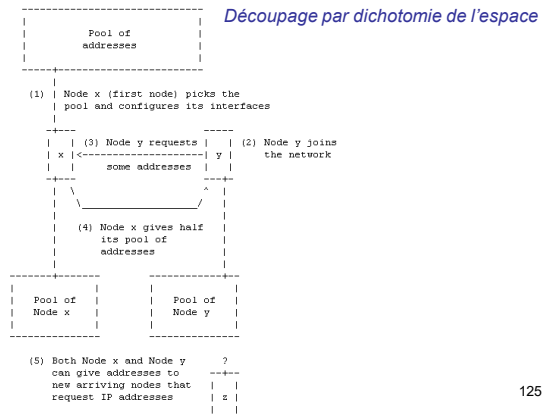 Découpage par dichotomie de l'espace
Pool of
addresses
(1) Node x (first node) picks the
pool and configures its interfaces
(3) Node y requests
(2) Node y joins
x
y
the network
some addresses
(4) Node x gives half
its pool of
addresses
Pool of
Node x
Pool of
Node y
(5) Both Node x and Node y
can give addresses to
new arriving nodes that
request IP addresses
?
z
125